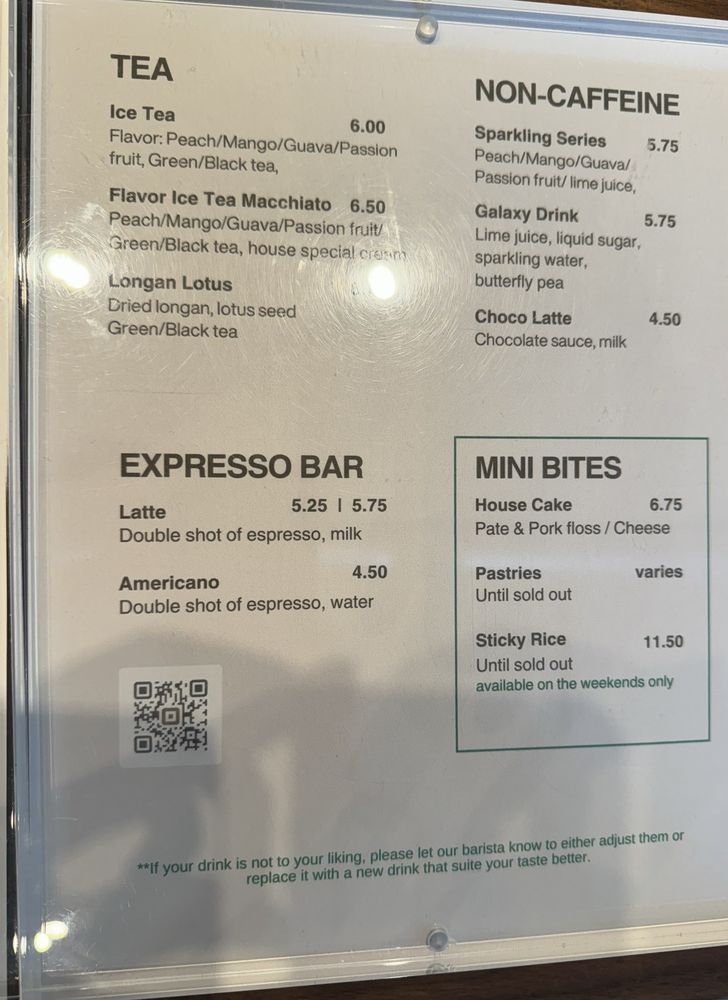 TEA
Ice Tea 6.00
Flavor: Peach/Mango/Guava/Passion
fruit, Green/Black tea,
Flavor Ice Tea Macchiato 6.50
Peach/Mango/Guava/Passion fruit/
Green/Black tea, house special cream
Longan Lotus
Dried longan, lotus seed
Green/Black tea
NON-CAFFEINE
Sparkling Series 5.75
Peach/Mango/Guava/
Passion fruit/ lime juice,
Galaxy Drink 5.75
Lime juice, liquid sugar,
sparkling water,
butterfly pea
Choco Latte 4.50
Chocolate sauce, milk
EXPRESSO BAR
Latte 5.25 | 5.75
Double shot of espresso, milk
Americano 4.50
Double shot of espresso, water
MINI BITES
House Cake 6.75
Pate & Pork floss / Cheese
Pastries varies
Until sold out
Sticky Rice 11.50
Until sold out
available on the weekends only
**If your drink is not to your liking, please let our barista know to either adjust them or
replace it with a new drink that suite your taste better.